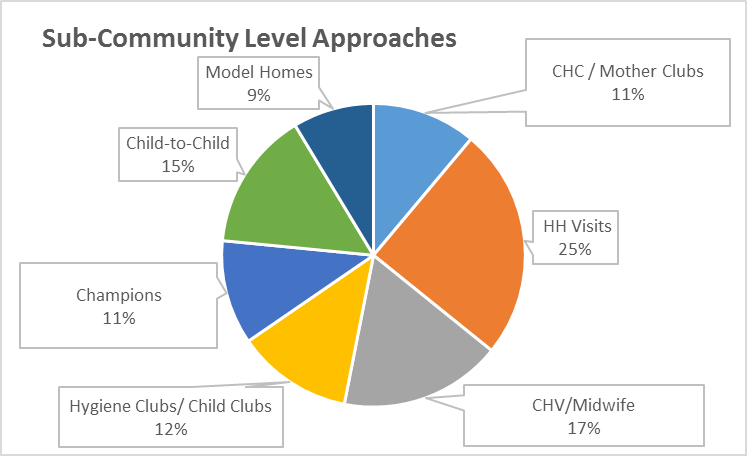 Sub-Community Level Approaches
Model Homes
9%
CHC / Mother Clubs
11%
Child-to-Child
15%
HH Visits
25%
Champions
11%
Hygiene Clubs/ Child Clubs
12%
CHV/Midwife
17%